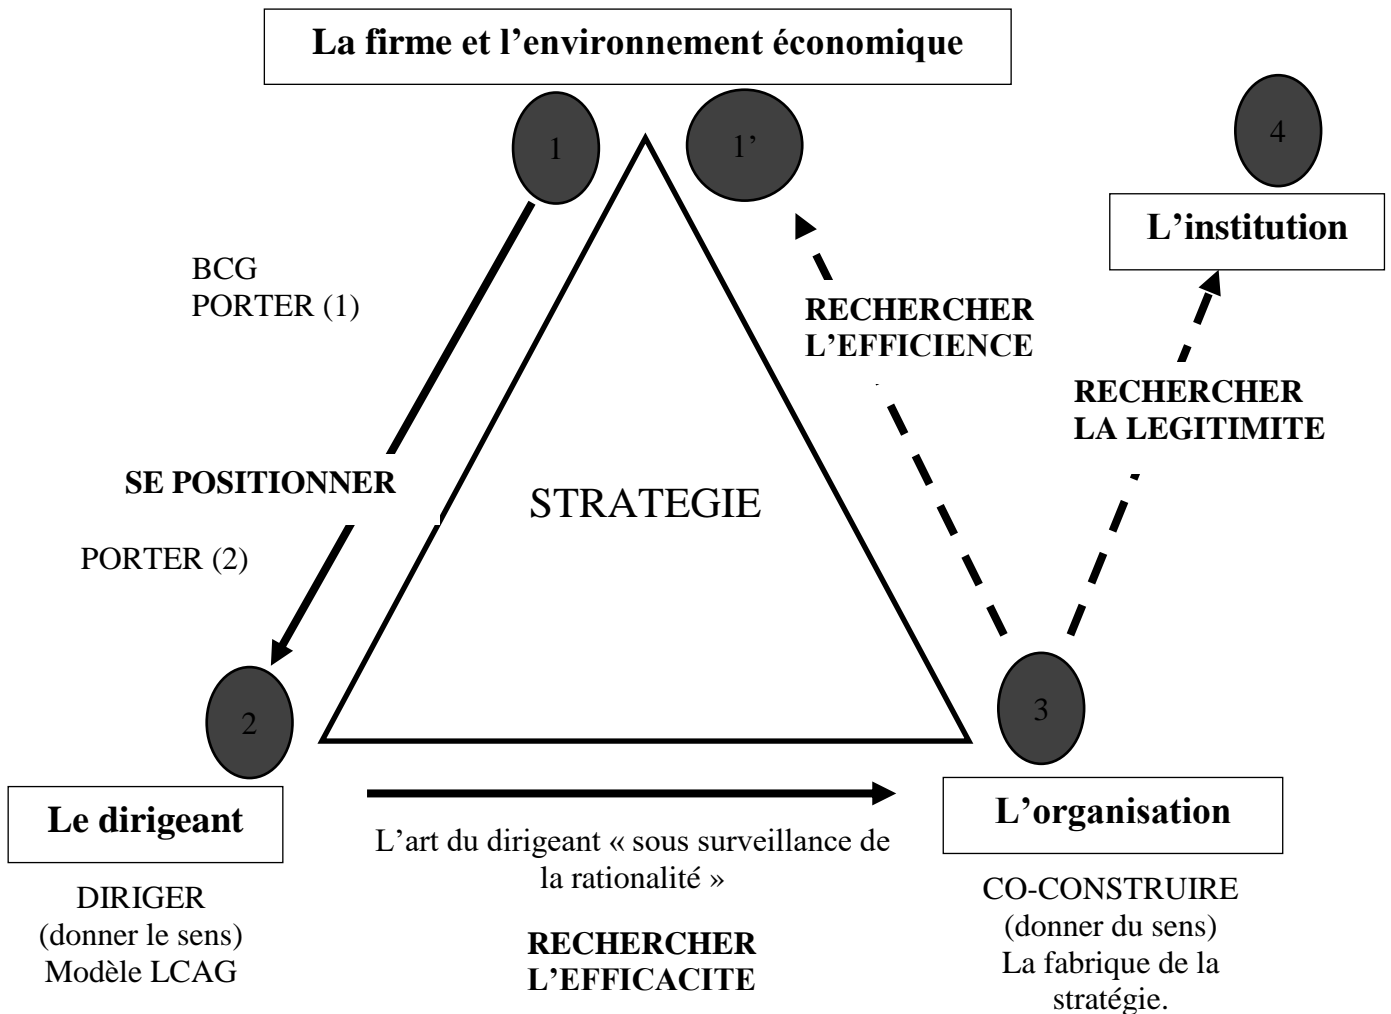 La firme et l’environnement économique
1
1’
4
L’institution
BCG
PORTER (1)
RECHERCHER
L’EFFICIENCE
RECHERCHER
LA LEGITIMITE
SE POSITIONNER
STRATEGIE
PORTER (2)
2
3
Le dirigeant
L’organisation
L’art du dirigeant « sous surveillance de
la rationalité »
DIRIGER
(donner le sens)
Modèle LCAG
RECHERCHER
L’EFFICACITE
CO-CONSTRUIRE
(donner du sens)
La fabrique de la
stratégie.